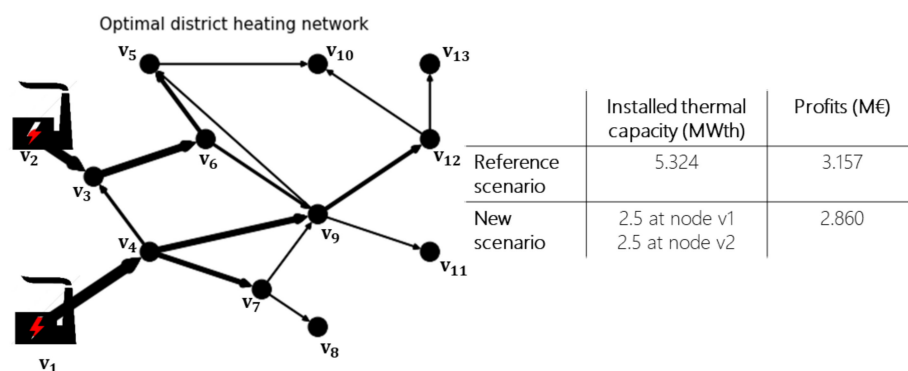 Optimal district heating network
v5
v10
v13
v2
v6
v12
v3
v9
v4
v11
v7
v8
v1
Installed thermal capacity (MWth)
Profits (M€)
Reference scenario
5.324
3.157
New scenario
2.5 at node v1
2.5 at node v2
2.860